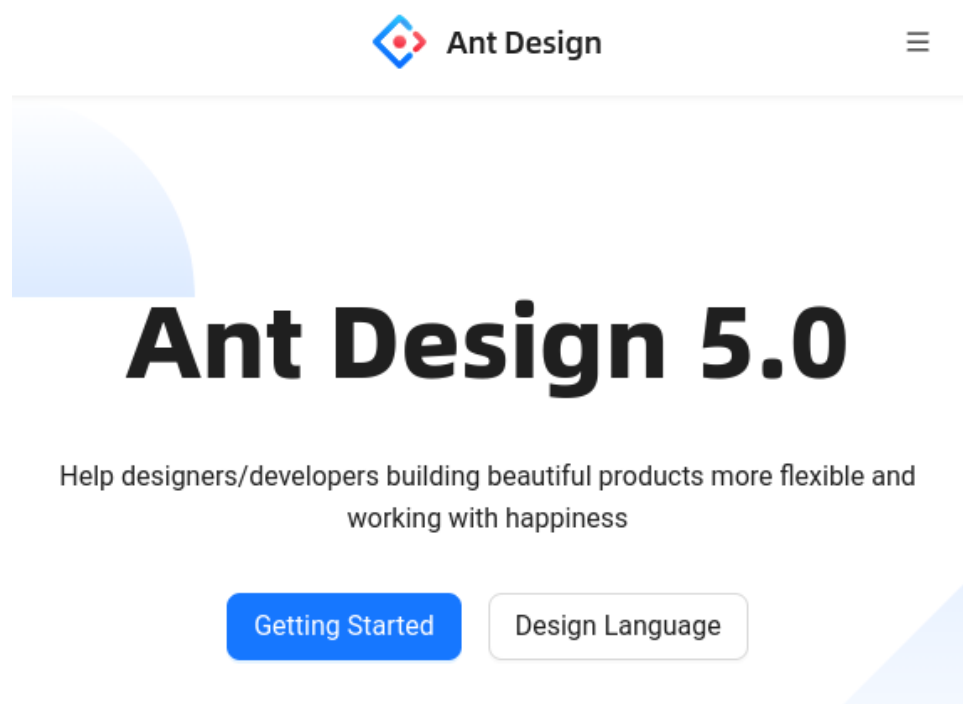 Ant Design
Ant Design 5.0
Help designers/developers building beautiful products more flexible and
working with happiness
Getting Started
Design Language